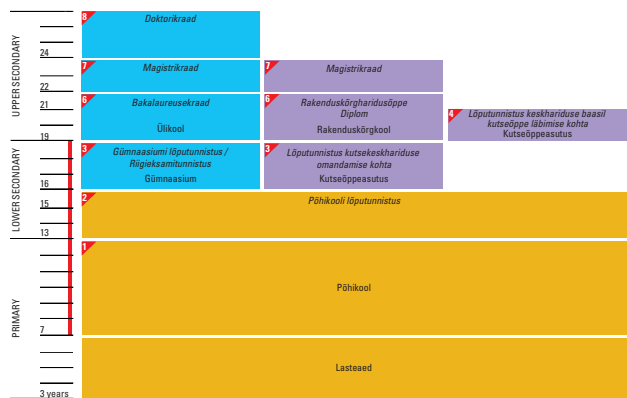 UPPER SECONDARY
LOWER SECONDARY
PRIMARY
24
22
21
19
16
15
13
7
3 years
8
Doktorikraad
7
Magistrikraad
7
Magistrikraad
6
Bakalaureusekraad
Ülikool
6
Rakenduskõrgharidusõppe
Diplom
Rakenduskõrgkool
4
Lõputunnistus keskhariduse baasil
kutseõppe läbimise kohta
Kutseõppeasutus
3
Gümnaasiumi lõputunnistus /
Riigieksamitunnistus
Gümnaasium
3
Lõputunnistus kutsekeskhariduse
omandamise kohta
Kutseõppeasutus
2
Põhikooli lõputunnistus
1
Põhikool
Lasteaed